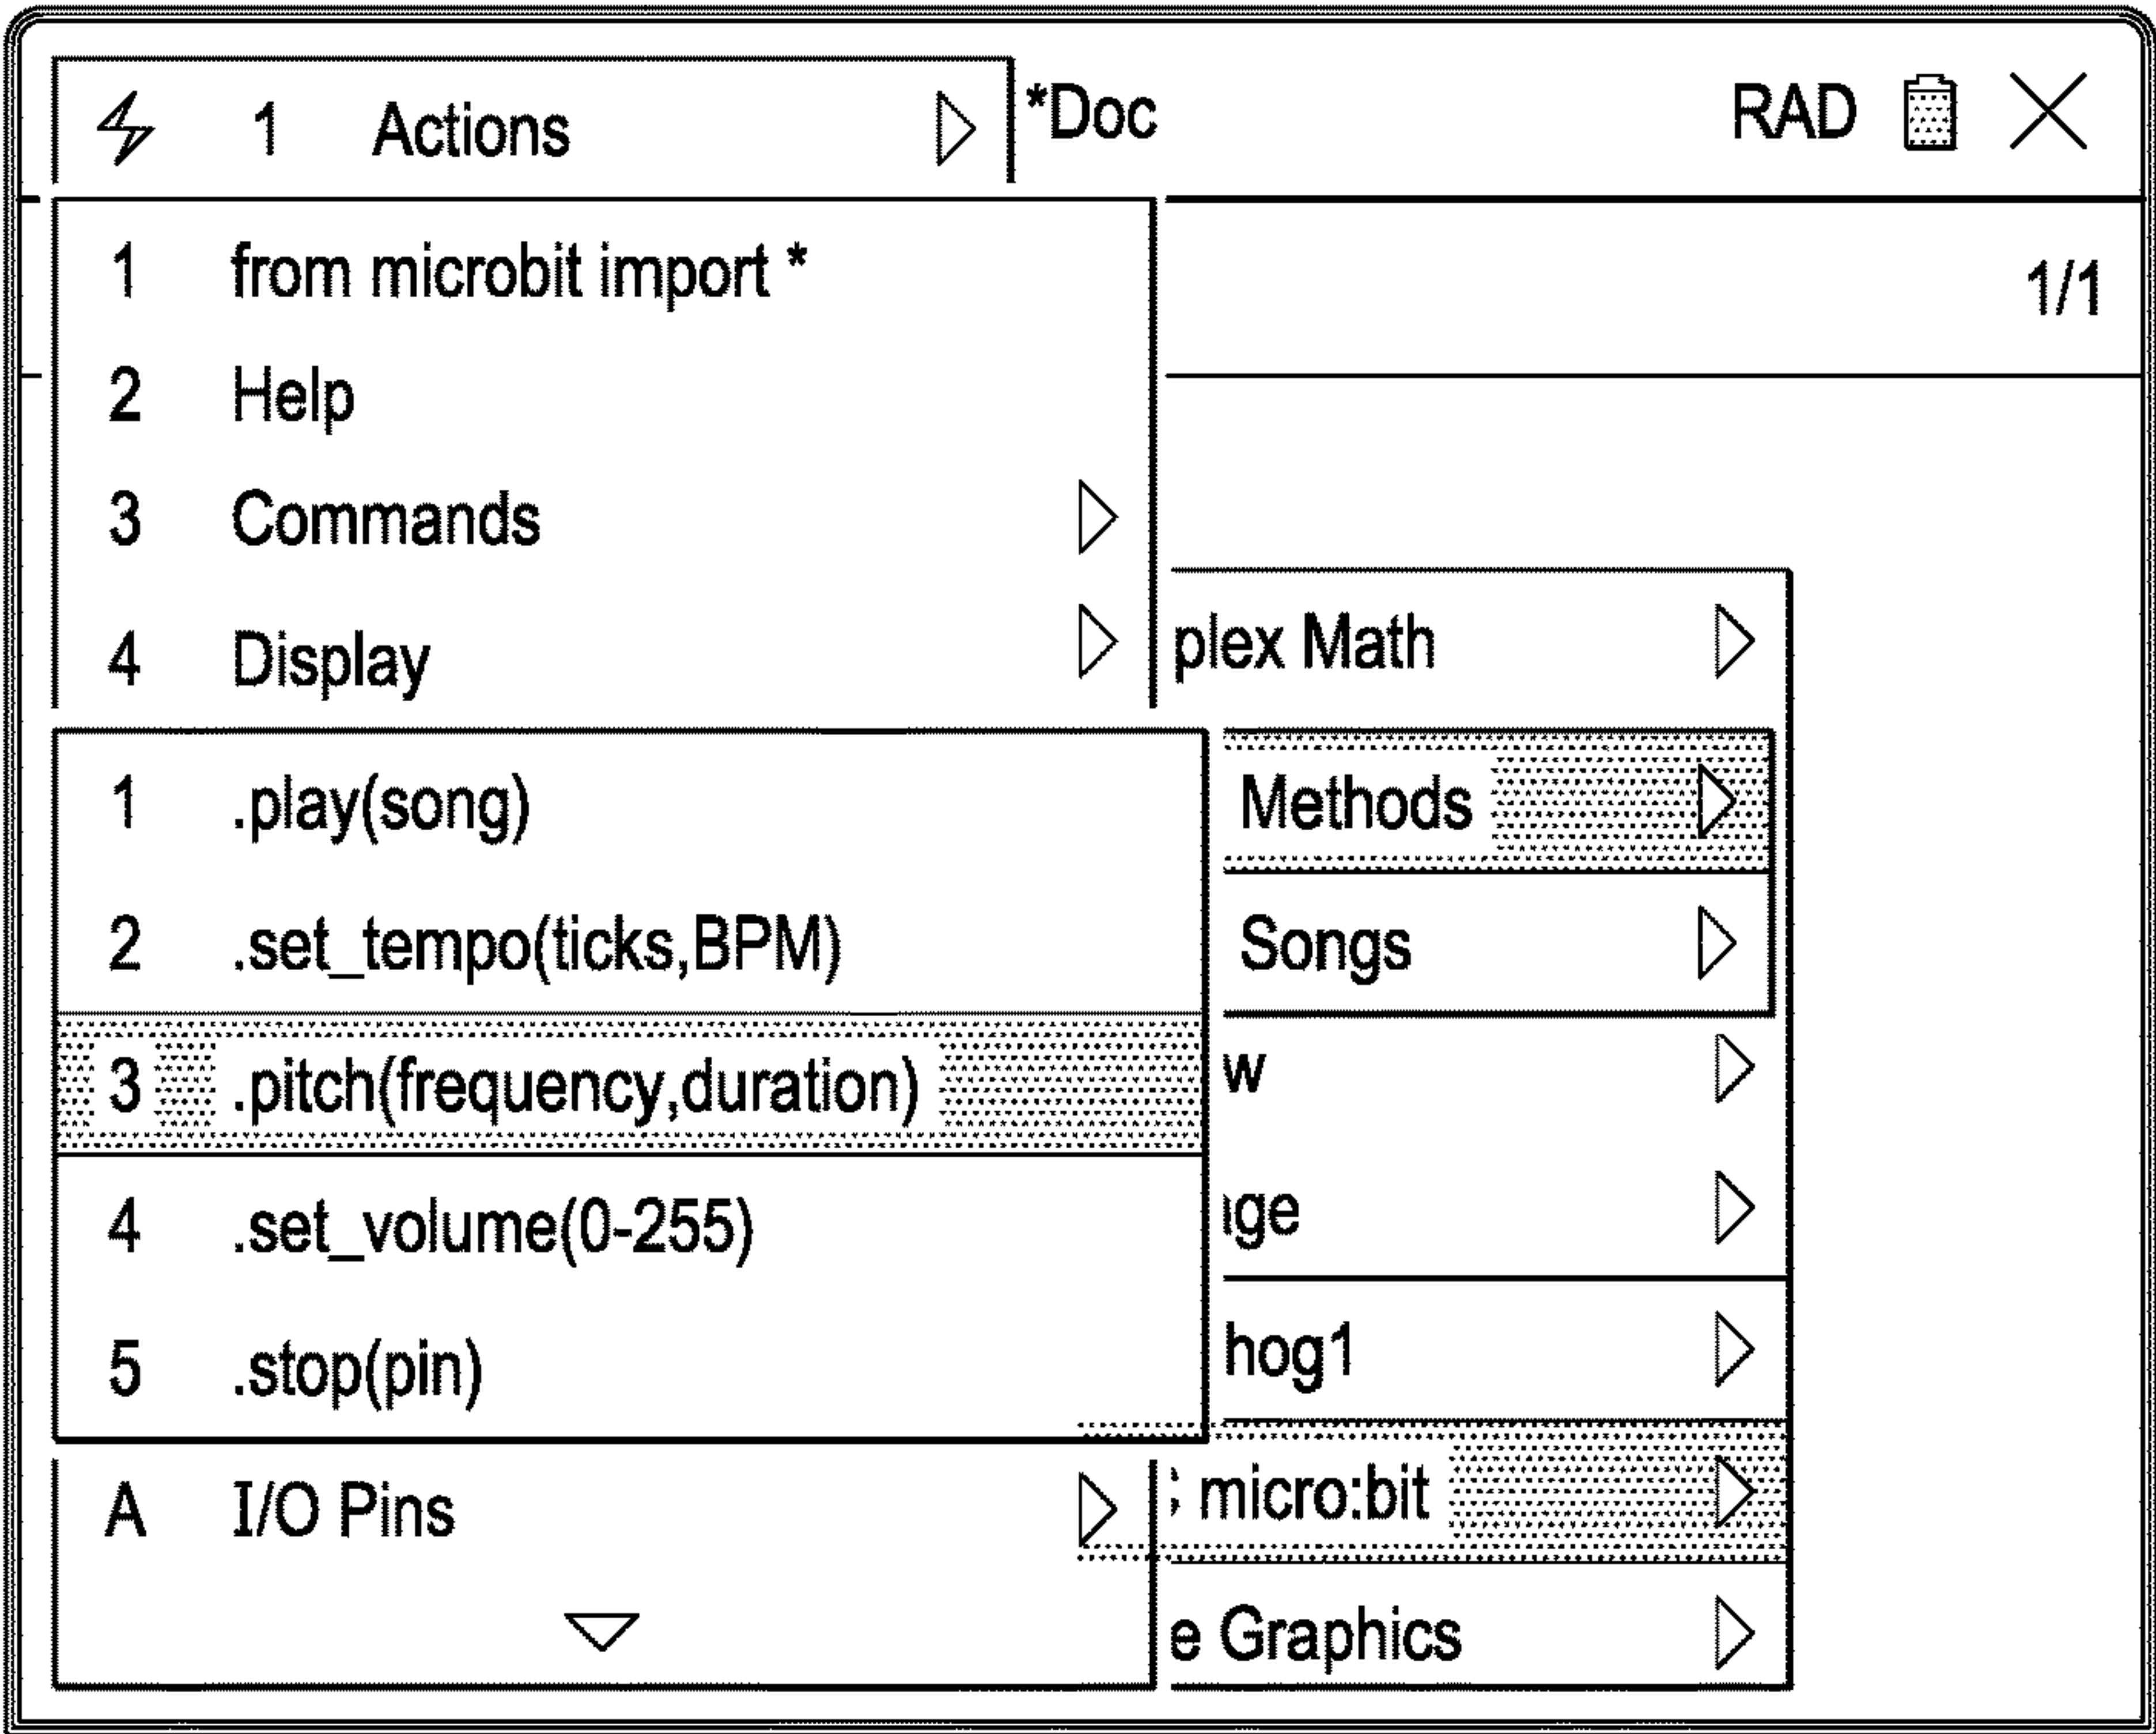 1 Actions *Doc RAD
1 from microbit import *
1/1
2 Help
3 Commands
4 Display
plex Math
1 .play(song)
Methods
2 .set_tempo(ticks,BPM)
Songs
3 .pitch(frequency,duration)
w
4 .set_volume(0-255)
ge
5 .stop(pin)
hog1
A I/O Pins
micro:bit
e Graphics